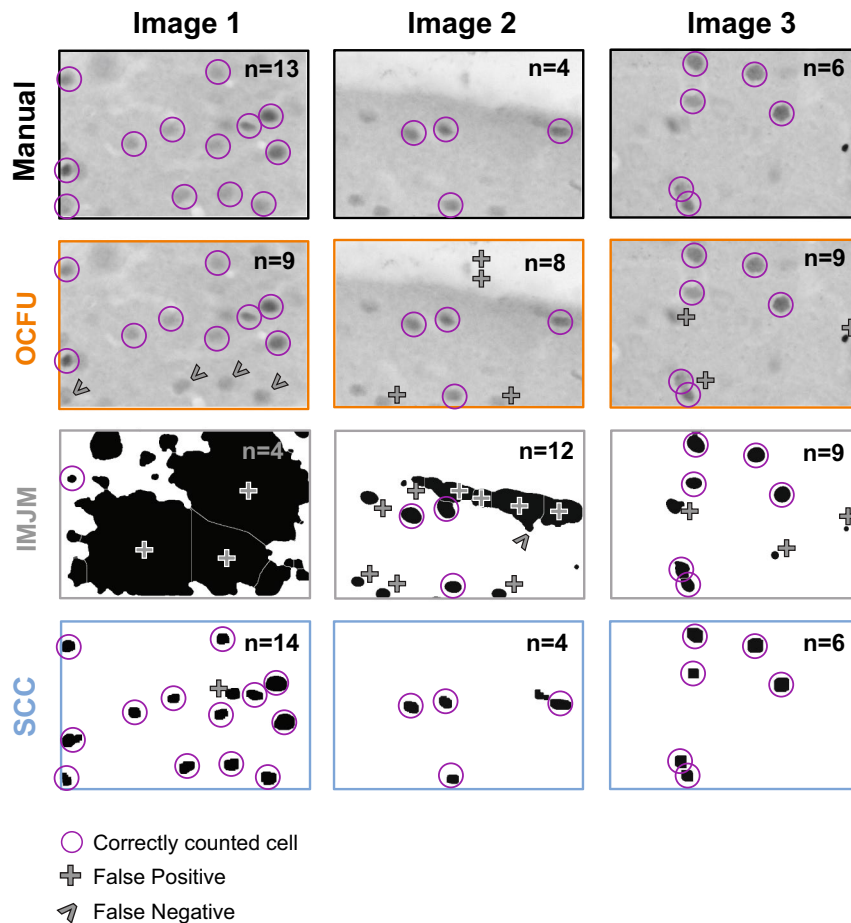 Image 1 Image 2 Image 3
Manual
n=13 n=4 n=6
OCFU
n=9 n=8 n=9
IMJM
n=4 n=12 n=9
SCC
n=14 n=4 n=6
Correctly counted cell
False Positive
False Negative